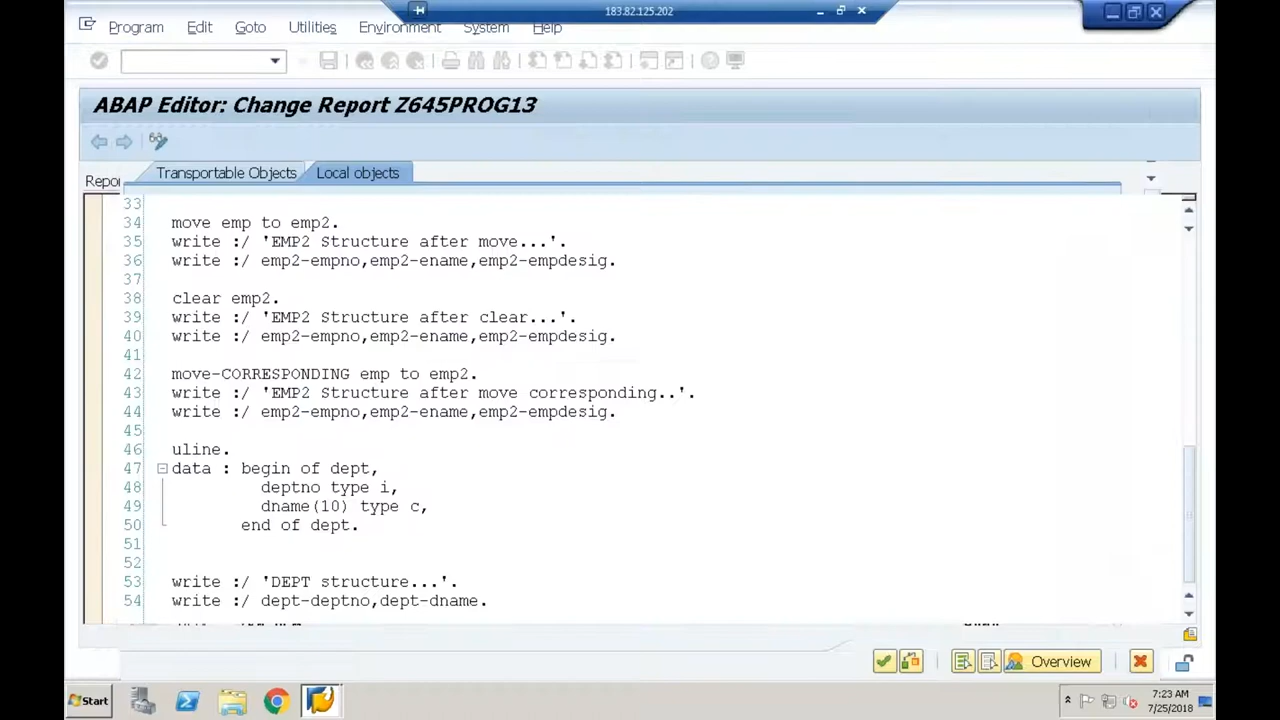 183.82.125.202
Program Edit Goto Utilities Environment System Help
ABAP Editor: Change Report Z645PROG13
Transportable Objects Local objects
Repor
33
34 move emp to emp2.
35 write :/ 'EMP2 Structure after move...'.
36 write :/ emp2-empno,emp2-ename,emp2-empdesig.
37
38 clear emp2.
39 write :/ 'EMP2 Structure after clear...'.
40 write :/ emp2-empno,emp2-ename,emp2-empdesig.
41
42 move-CORRESPONDING emp to emp2.
43 write :/ 'EMP2 Structure after move corresponding..'.
44 write :/ emp2-empno,emp2-ename,emp2-empdesig.
45
46 uline.
47 data : begin of dept,
48 deptno type i,
49 dname(10) type c,
50 end of dept.
51
52
53 write :/ 'DEPT structure...'.
54 write :/ dept-deptno,dept-dname.
Overview
Start
7:23 AM
7/25/2018